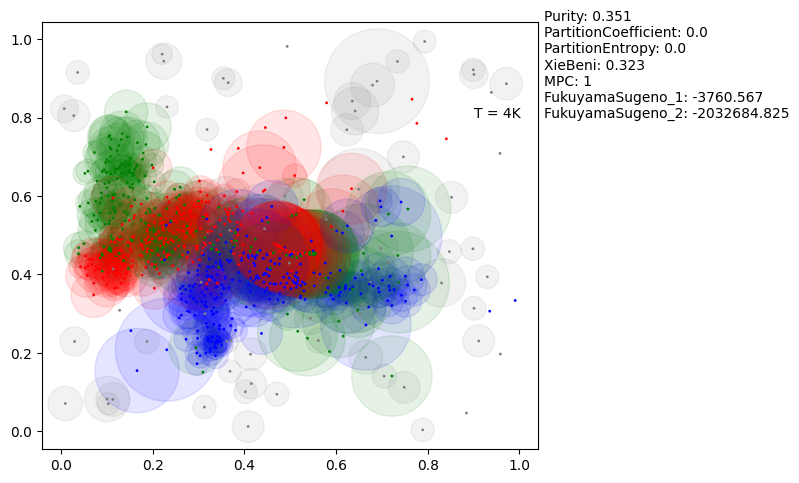 Purity: 0.351
PartitionCoefficient: 0.0
PartitionEntropy: 0.0
XieBeni: 0.323
MPC: 1
FukuyamaSugeno_1: -3760.567
FukuyamaSugeno_2: -2032684.825
T = 4K
1.0
0.8
0.6
0.4
0.2
0.0
0.0 0.2 0.4 0.6 0.8 1.0